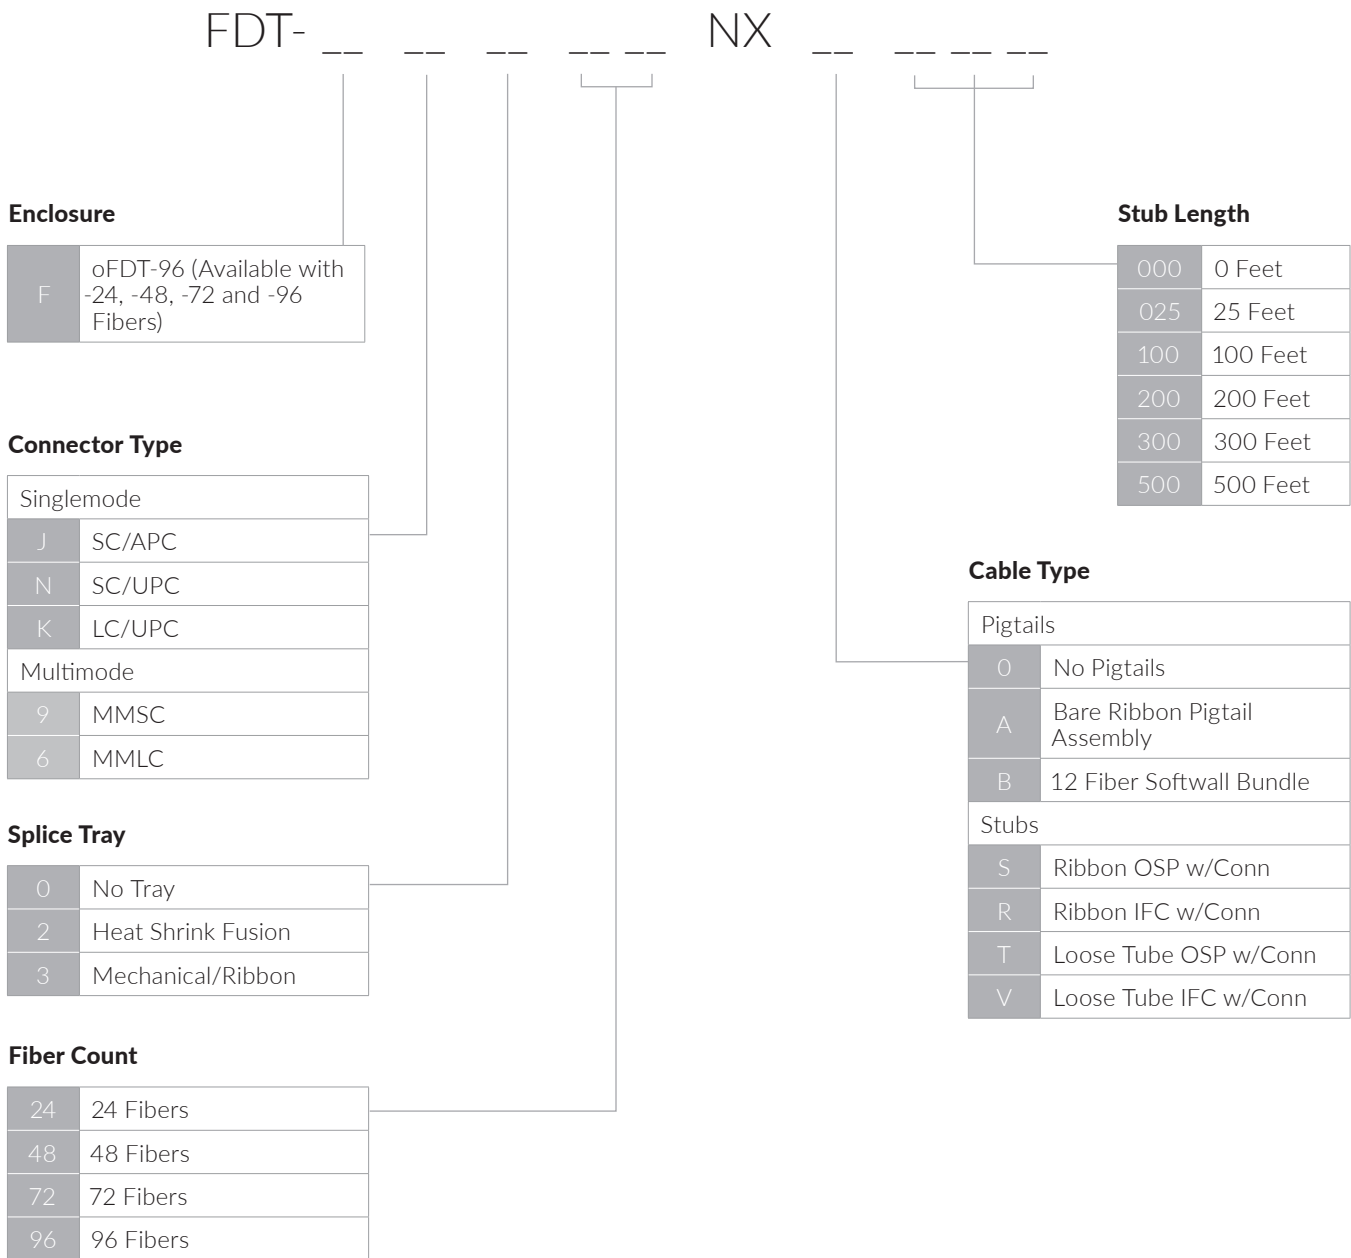 FDT- __ __ __ __ __ NX __ __ __ __
Enclosure
F
oFDT-96 (Available with
-24, -48, -72 and -96
Fibers)
Connector Type
Singlemode
J SC/APC
N SC/UPC
K LC/UPC
Multimode
9 MMSC
6 MMLC
Splice Tray
0 No Tray
2 Heat Shrink Fusion
3 Mechanical/Ribbon
Fiber Count
24 24 Fibers
48 48 Fibers
72 72 Fibers
96 96 Fibers
Stub Length
000 0 Feet
025 25 Feet
100 100 Feet
200 200 Feet
300 300 Feet
500 500 Feet
Cable Type
Pigtails
0 No Pigtails
A
Bare Ribbon Pigtail
Assembly
B 12 Fiber Softwall Bundle
Stubs
S Ribbon OSP w/Conn
R Ribbon IFC w/Conn
T Loose Tube OSP w/Conn
V Loose Tube IFC w/Conn